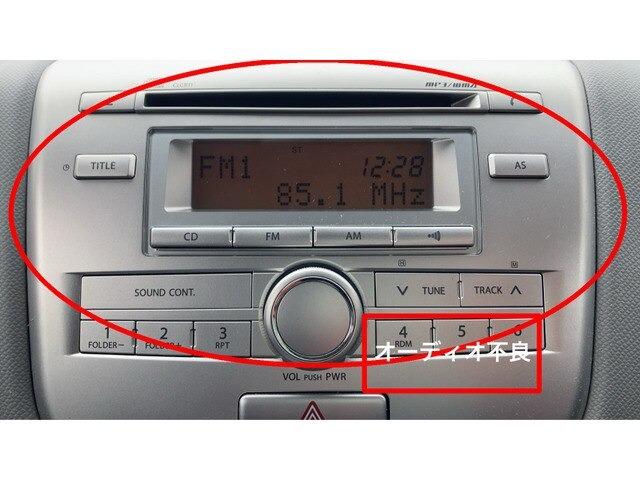 MP3/WMA
ST
FM1 12:28
85.1 MHz
TITLE
AS
CD FM AM
SOUND CONT.
TUNE TRACK
H M
1 2 3 4 5 6
FOLDER− FOLDER+ RPT RDM
オーディオ不良
VOL PUSH PWR